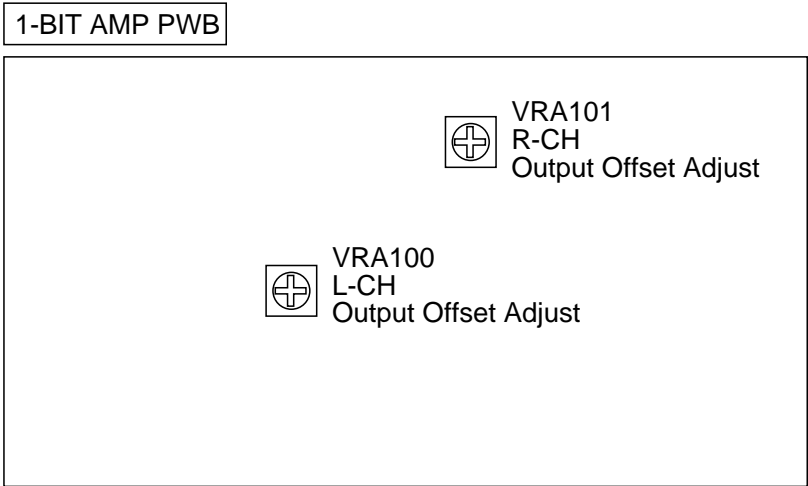 1-BIT AMP PWB
VRA101
R-CH
Output Offset Adjust
VRA100
L-CH
Output Offset Adjust